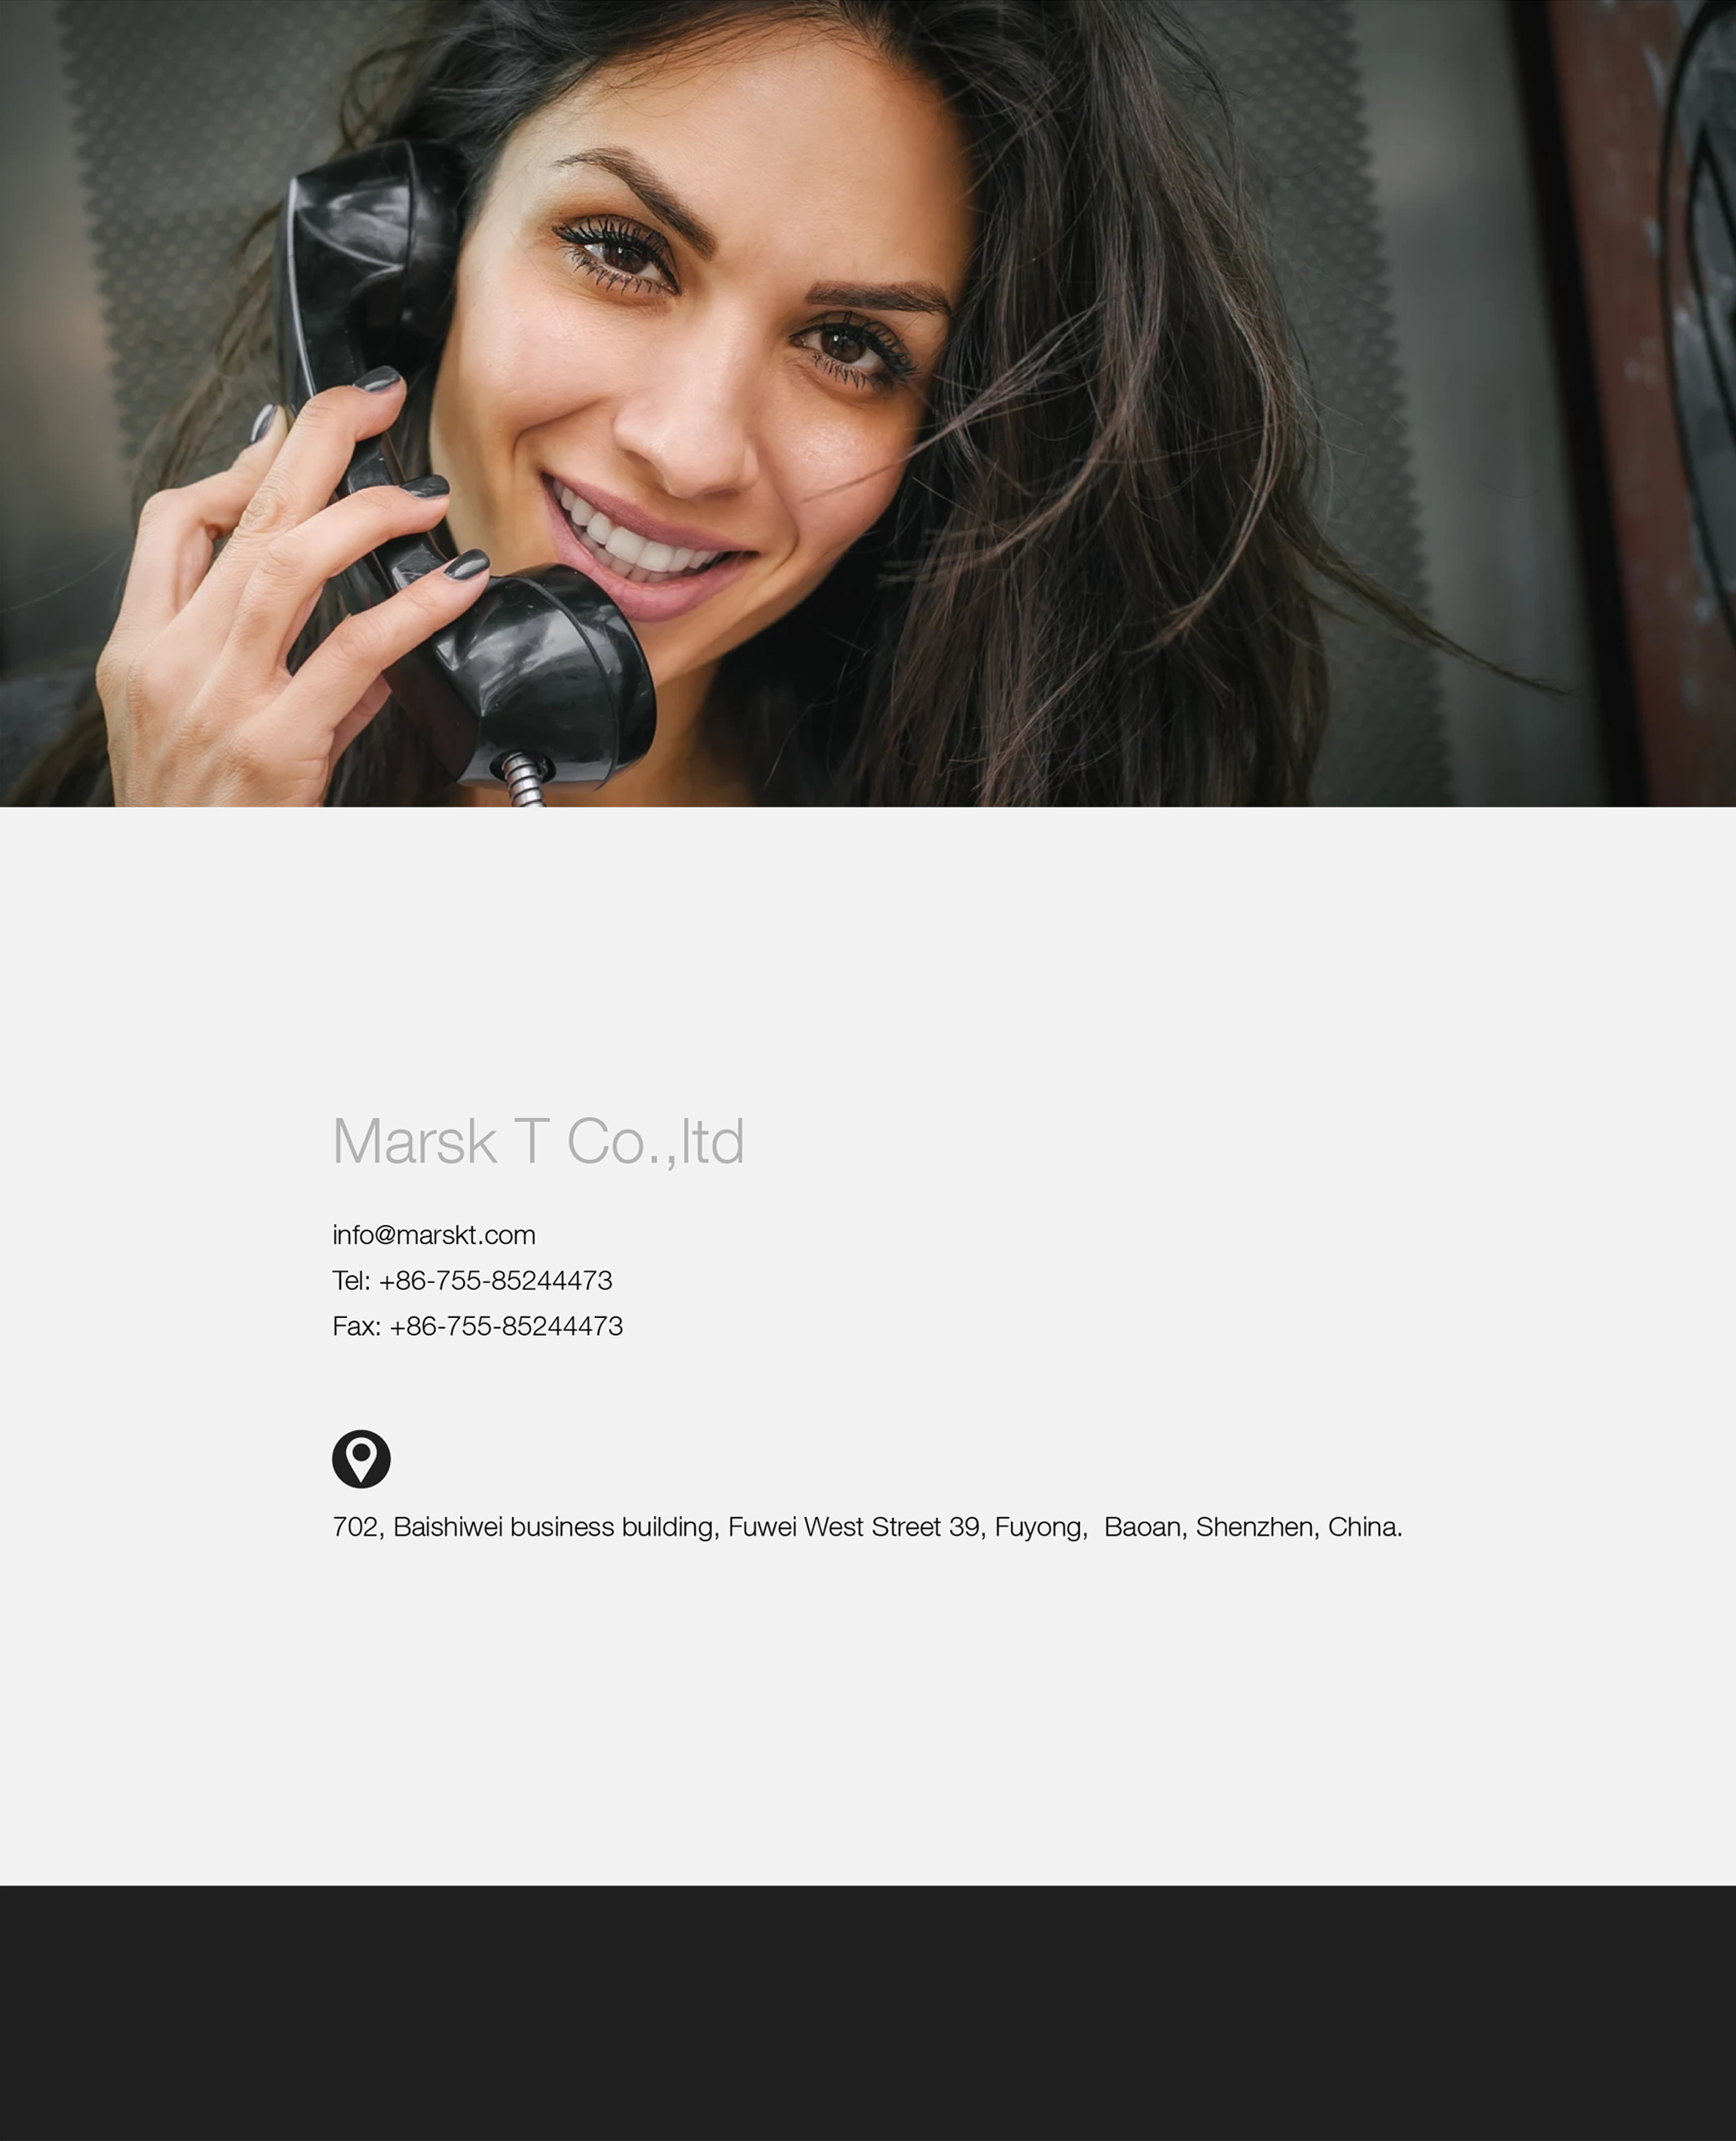 Marsk T Co.,ltd
info@marskt.com
Tel: +86-755-85244473
Fax: +86-755-85244473
702, Baishiwei business building, Fuwei West Street 39, Fuyong,  Baoan, Shenzhen, China.